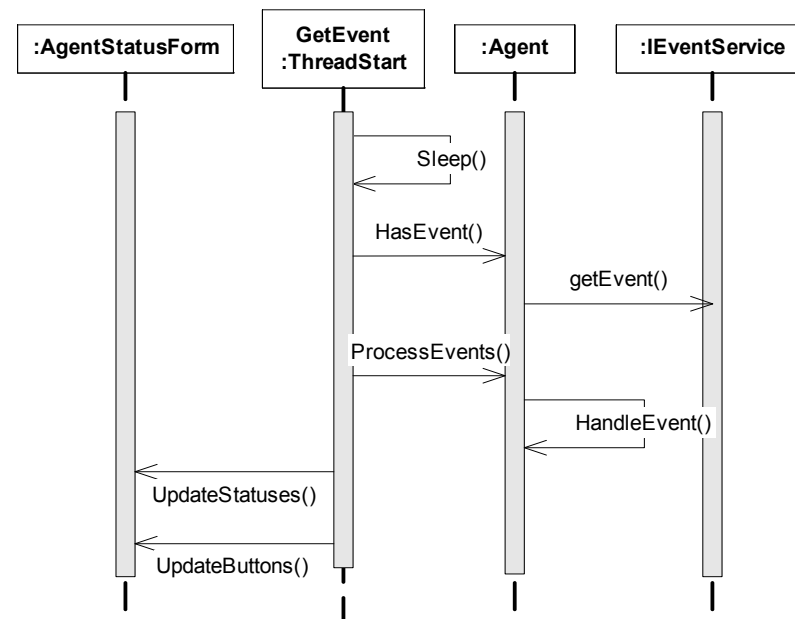 :AgentStatusForm
GetEvent
:ThreadStart
:Agent
:IEventService
Sleep()
HasEvent()
getEvent()
ProcessEvents()
HandleEvent()
UpdateStatuses()
UpdateButtons()